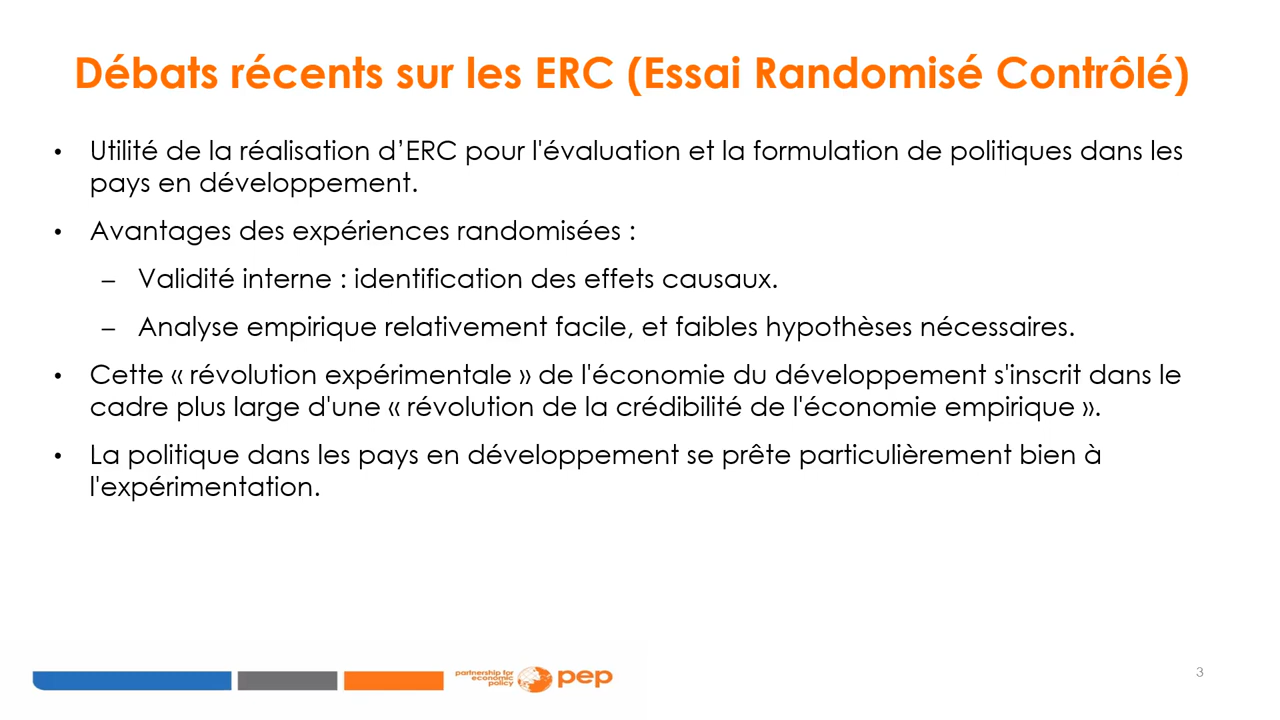 Débats récents sur les ERC (Essai Randomisé Contrôlé)
• Utilité de la réalisation d’ERC pour l'évaluation et la formulation de politiques dans les
pays en développement.
• Avantages des expériences randomisées :
– Validité interne : identification des effets causaux.
– Analyse empirique relativement facile, et faibles hypothèses nécessaires.
• Cette « révolution expérimentale » de l'économie du développement s'inscrit dans le
cadre plus large d'une « révolution de la crédibilité de l'économie empirique ».
• La politique dans les pays en développement se prête particulièrement bien à
l'expérimentation.
partnership for
economic
policy
pep
3